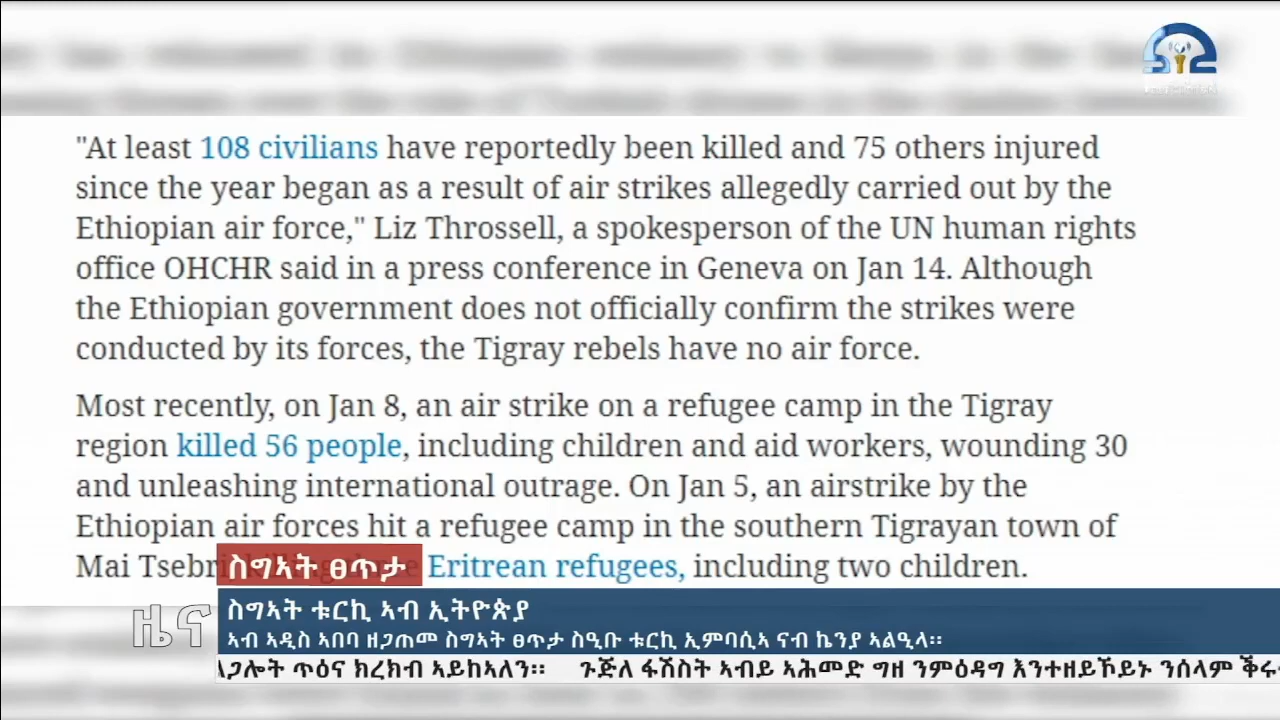 "At least 108 civilians have reportedly been killed and 75 others injured
since the year began as a result of air strikes allegedly carried out by the
Ethiopian air force," Liz Throssell, a spokesperson of the UN human rights
office OHCHR said in a press conference in Geneva on Jan 14. Although
the Ethiopian government does not officially confirm the strikes were
conducted by its forces, the Tigray rebels have no air force.
Most recently, on Jan 8, an air strike on a refugee camp in the Tigray
region killed 56 people, including children and aid workers, wounding 30
and unleashing international outrage. On Jan 5, an airstrike by the
Ethiopian air forces hit a refugee camp in the southern Tigrayan town of
Mai Tsebri Eritrean refugees, including two children.
ስግኣት ፀጥታ
ዜና
ስግኣት ቱርኪ ኣብ ኢትዮጵያ
ኣብ ኣዲስ ኣበባ ዘጋጠመ ስግኣት ፀጥታ ስዒቡ ቱርኪ ኢምባሲኣ ናብ ኬንያ ኣልዒላ፡፡
ጥዕና ክረክብ ኣይከኣለን፡፡ ጉጅለ ፋሽስት ኣብይ ኣሕመድ ግዘ ንምዕዳግ እንተዘይኾይኑ ንሰላም